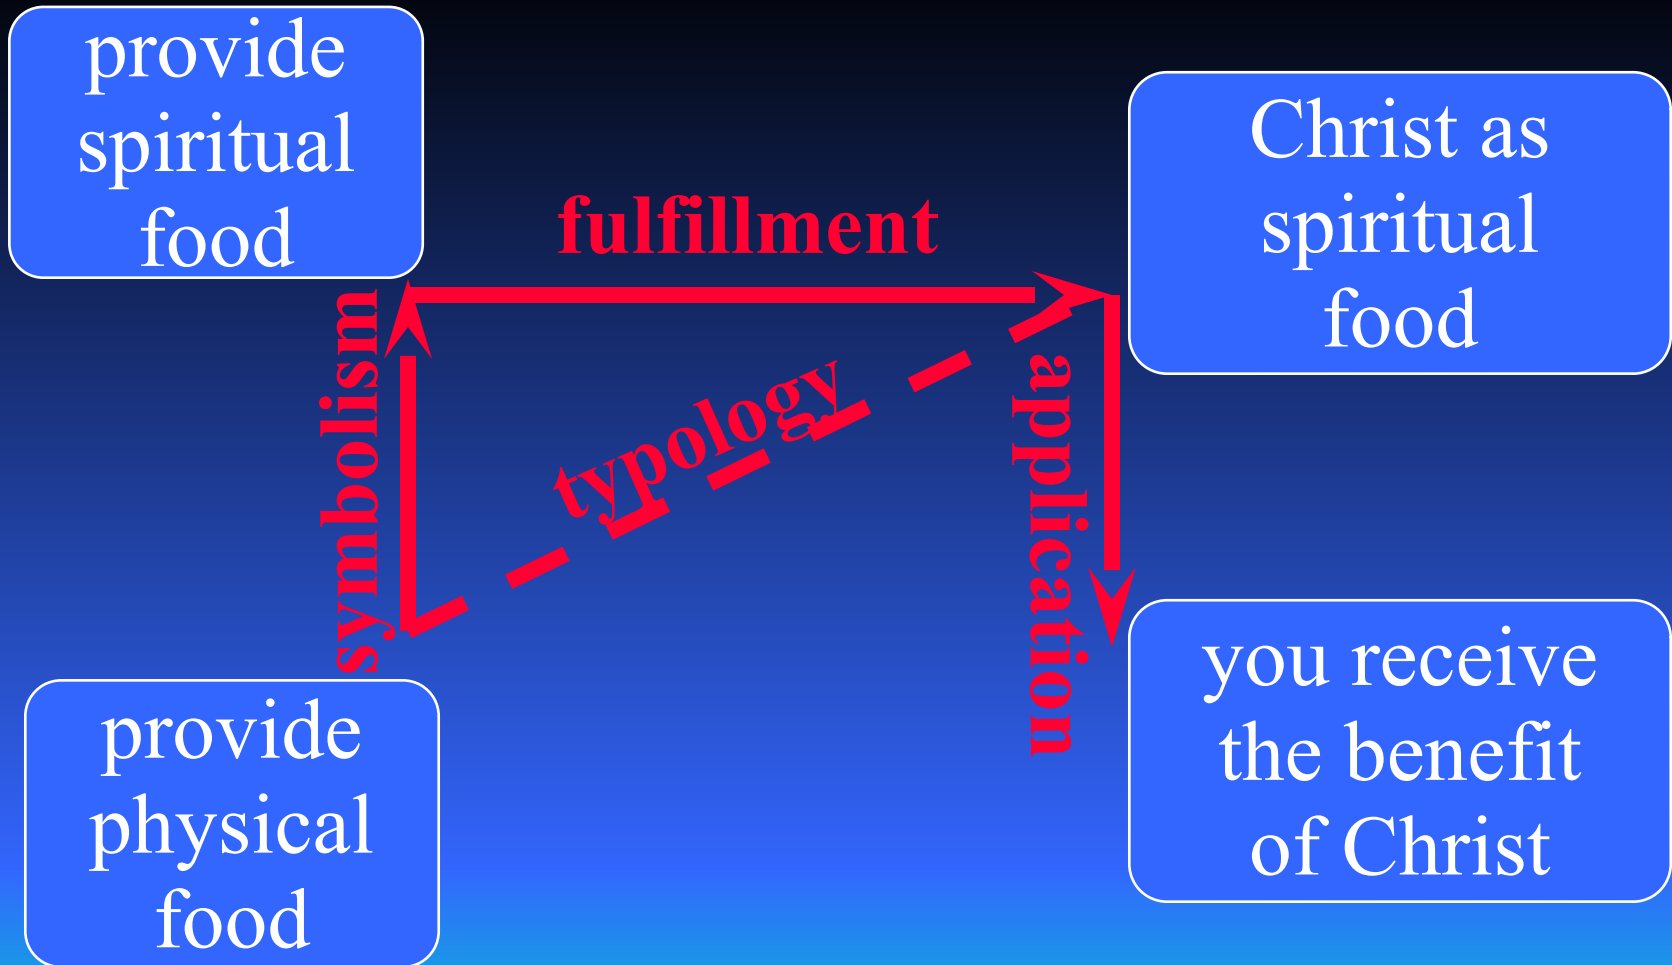 provide
spiritual
food
fulfillment
Christ as
spiritual
food
symbolism
typology
application
provide
physical
food
you receive
the benefit
of Christ